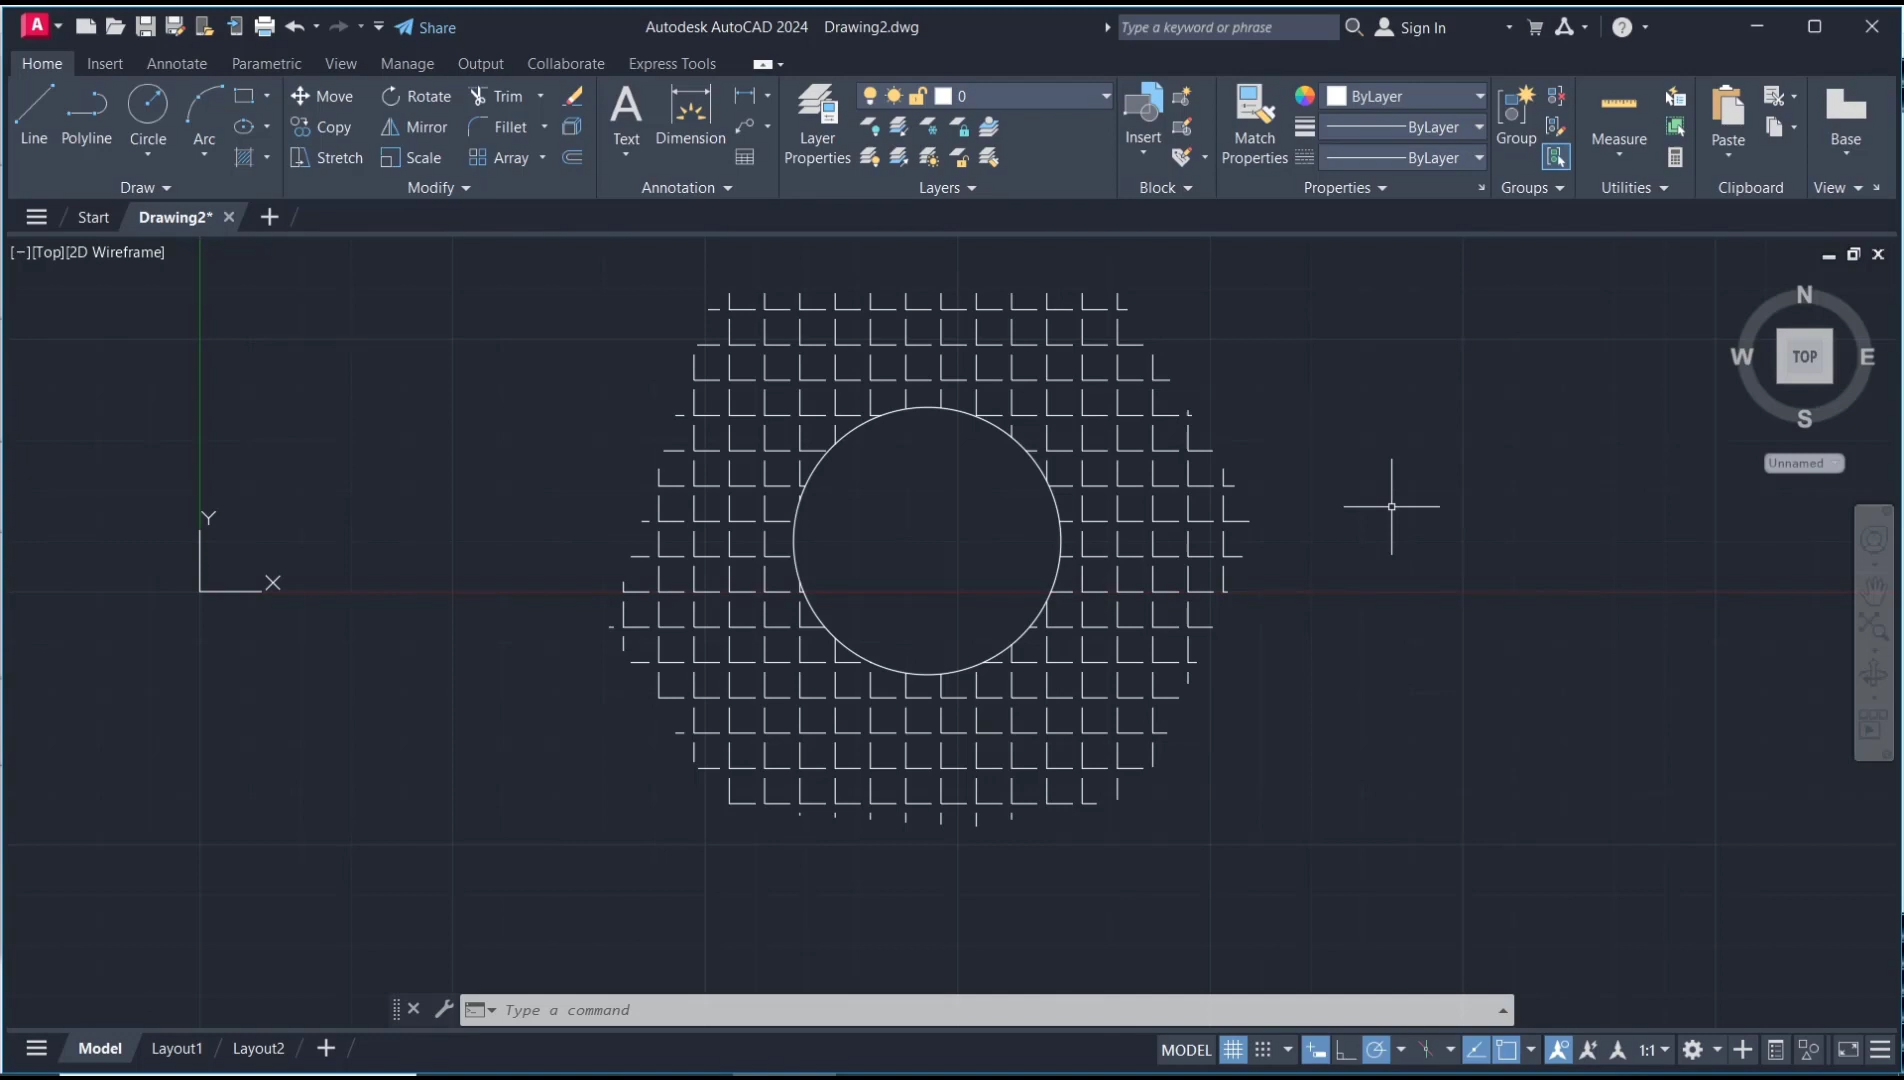 A Share Autodesk AutoCAD 2024 Drawing2.dwg Type a keyword or phrase Sign In
Home Insert Annotate Parametric View Manage Output Collaborate Express Tools
Line Polyline Circle Arc
Draw
Move Rotate Trim
Copy Mirror Fillet
Stretch Scale Array
Modify
Text Dimension
Annotation
Layer Properties
0
Layers
Insert
Block
Match Properties
ByLayer
ByLayer
ByLayer
Properties
Group
Groups
Measure
Utilities
Paste
Clipboard
Base
View
Start Drawing2*
[−][Top][2D Wireframe]
N
W TOP E
S
Unnamed
Y
X
Type a command
Model Layout1 Layout2 MODEL 1:1